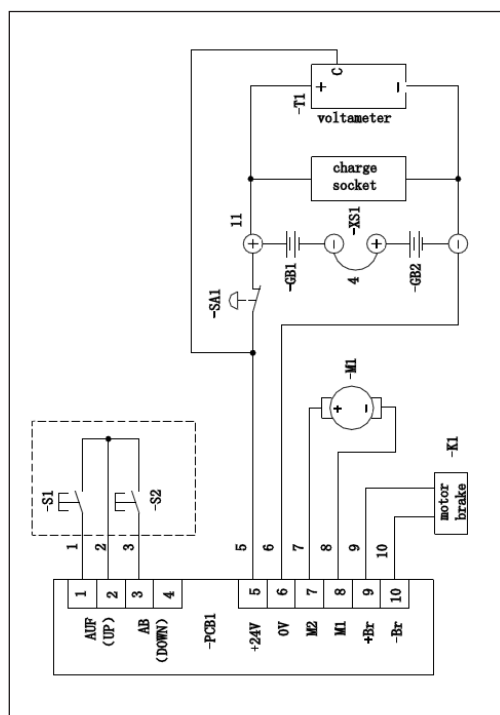 C
+ -
-T1
voltameter
charge
socket
11
-XS1
+ - + -
-GB1
4
-GB2
-SA1
-M1
+ -
-K1
motor
brake
-S1
-S2
1 2 3 5 6 7 8 9 10
1 2 3 4 5 6 7 8 9 10
AUF
(UP)
AB
(DOWN)
-PCB1
+24V
0V
M2
M1
+Br
-Br